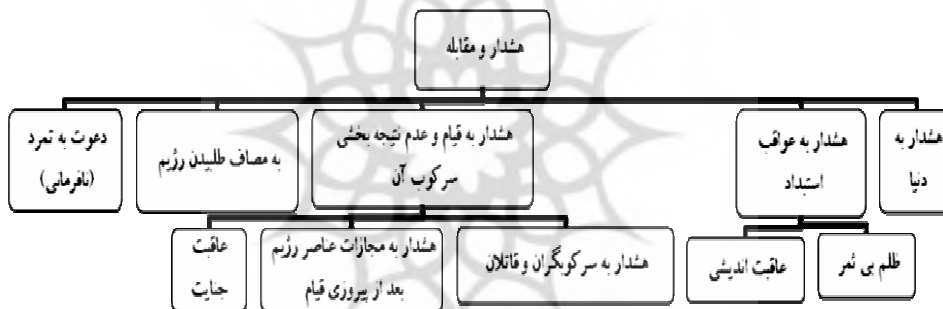 هشدار و مقابله
هشدار به
دنیا
هشدار به عواقب
استبداد
هشدار به قیام و عدم نتیجه بخشی
سرکوب آن
به مصاف طلبیدن رژیم
دعوت به تمرد
(نافرمانی)
ظلم بی ثمر
عاقبت اندیشی
هشدار به سرکوبگران و قاتلان
هشدار به مجازات عناصر رژیم
بعد از پیروزی قیام
عاقبت
جنایت